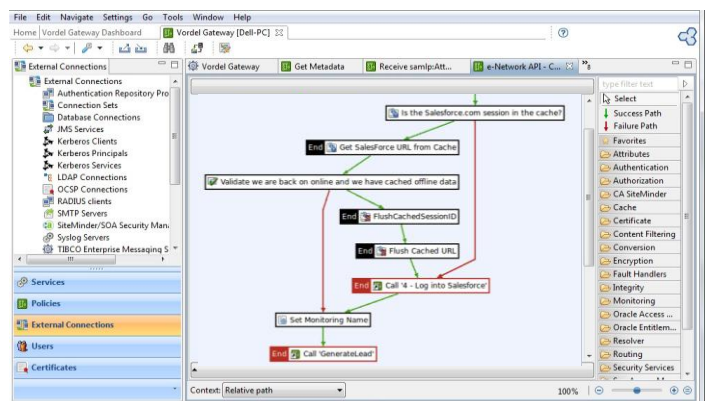 File Edit Navigate Settings Go Tools Window Help
Home Vordel Gateway Dashboard Vordel Gateway [Dell-PC]
External Connections
External Connections
Authentication Repository Pro
Connection Sets
Database Connections
JMS Services
Kerberos Clients
Kerberos Principals
Kerberos Services
LDAP Connections
OCSP Connections
RADIUS clients
SMTP Servers
SiteMinder/SOA Security Man
Syslog Servers
TIBCO Enterprise Messaging S
Services
Policies
External Connections
Users
Certificates
Vordel Gateway Get Metadata Receive samlp:Att... e-Network API - C... »8
Is the Salesforce.com session in the cache?
End Get SalesForce URL from Cache
Validate we are back on online and we have cached offline data
End FlushCachedSessionID
End Flush Cached URL
End Call '4 - Log into Salesforce'
Set Monitoring Name
End Call 'GenerateLead'
Context: Relative path 100%
type filter text
Select
Success Path
Failure Path
Favorites
Attributes
Authentication
Authorization
CA SiteMinder
Cache
Certificate
Content Filtering
Conversion
Encryption
Fault Handlers
Integrity
Monitoring
Oracle Access ...
Oracle Entitlem...
Resolver
Routing
Security Services